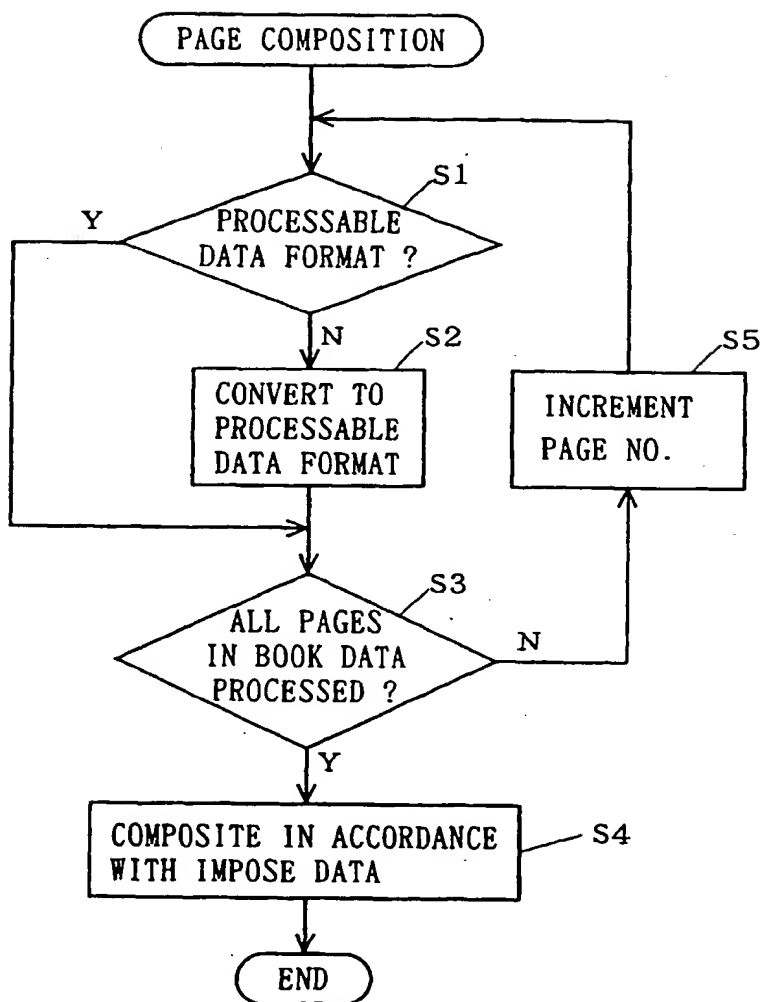 PAGE COMPOSITION
S1
Y
PROCESSABLE
DATA FORMAT ?
N
S2
CONVERT TO
PROCESSABLE
DATA FORMAT
S5
INCREMENT
PAGE NO.
S3
ALL PAGES
IN BOOK DATA
PROCESSED ?
N
Y
COMPOSITE IN ACCORDANCE
WITH IMPOSE DATA
S4
END